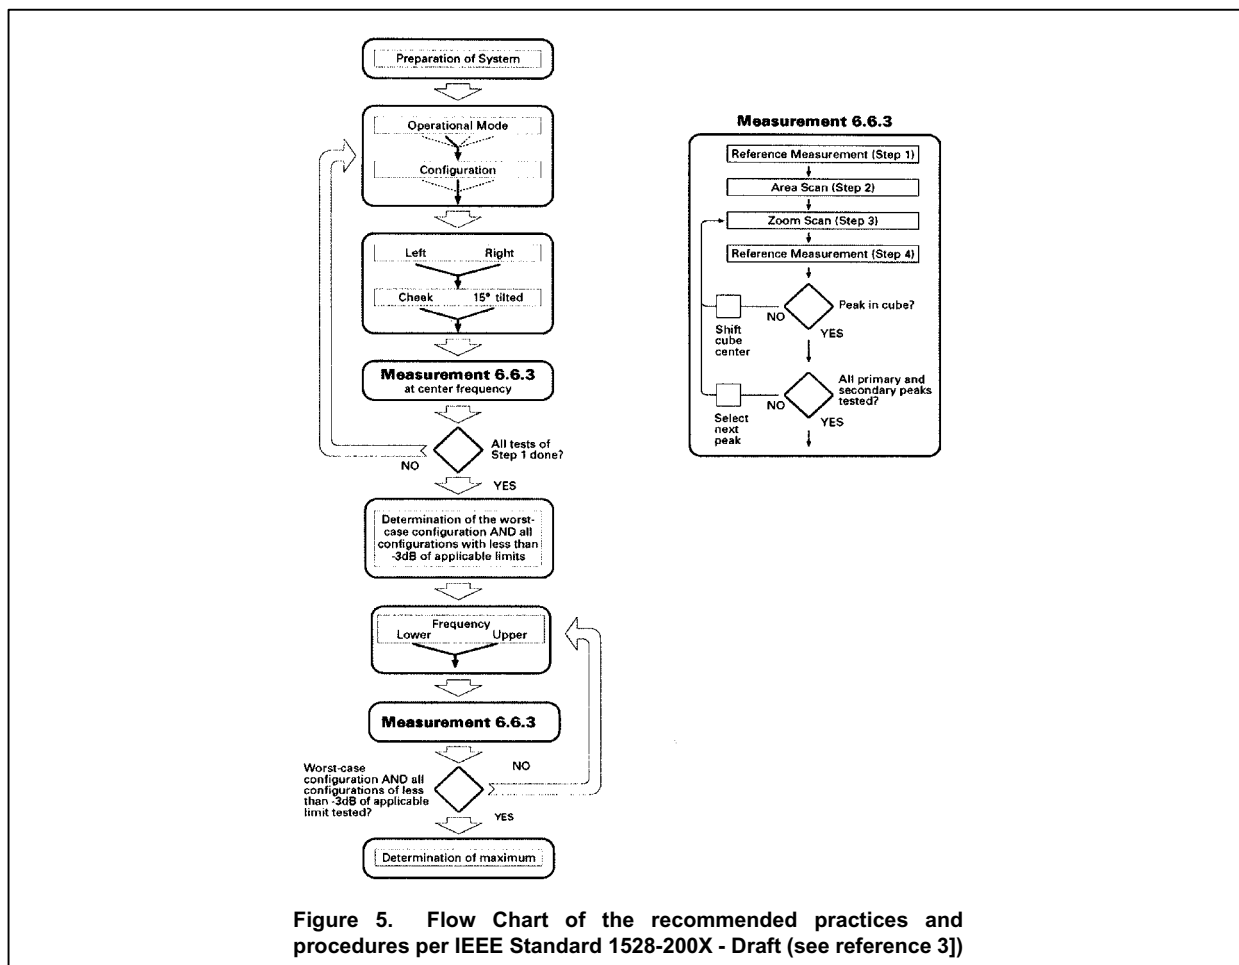 Preparation of System
Operational Mode
Configuration
Left Right
Cheek 15° tilted
Measurement 6.6.3
at center frequency
All tests of
Step 1 done?
NO
YES
Determination of the worst-
case configuration AND all
configurations with less than
-3dB of applicable limits
Frequency
Lower Upper
Measurement 6.6.3
Worst-case
configuration AND all
configurations of less
than -3dB of applicable
limit tested?
NO
YES
Determination of maximum
Measurement 6.6.3
Reference Measurement (Step 1)
Area Scan (Step 2)
Zoom Scan (Step 3)
Reference Measurement (Step 4)
Peak in cube?
NO
YES
Shift
cube
center
All primary and
secondary peaks
tested?
NO
YES
Select
next
peak
Figure 5. Flow Chart of the recommended practices and
procedures per IEEE Standard 1528-200X - Draft (see reference 3])